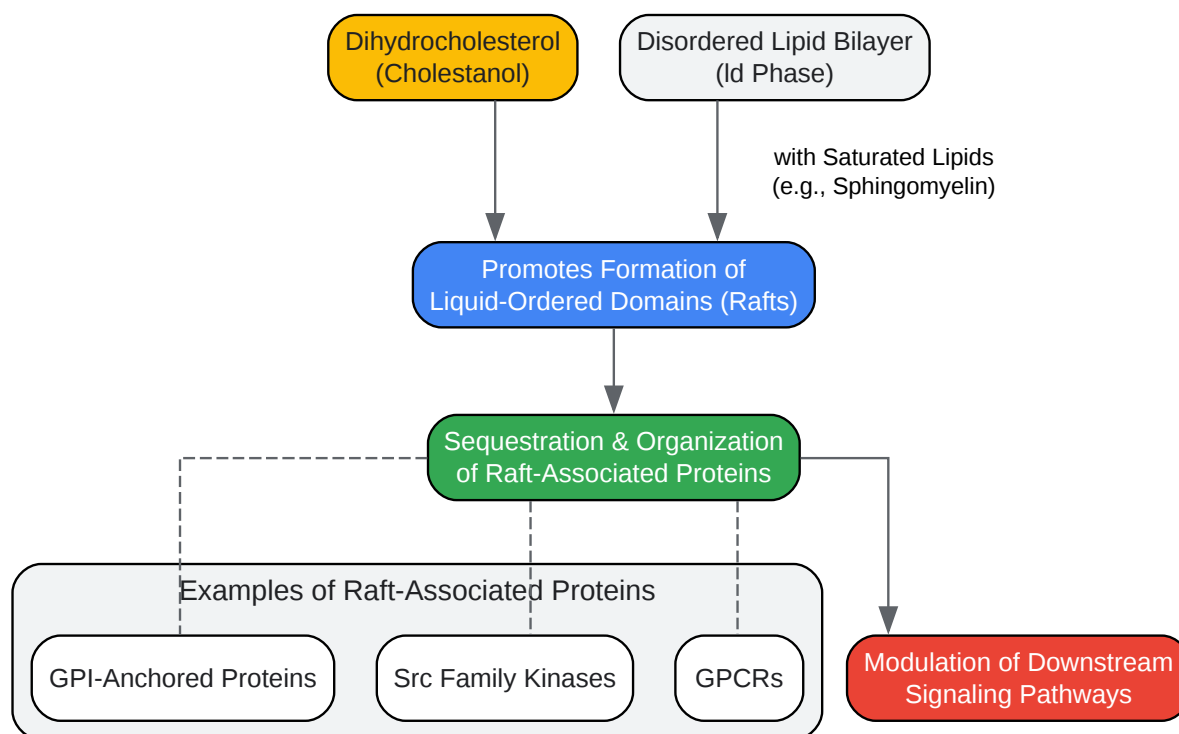 Dihydrocholesterol
(Cholestanol)
Disordered Lipid Bilayer
(ld Phase)
with Saturated Lipids
(e.g., Sphingomyelin)
Promotes Formation of
Liquid-Ordered Domains (Rafts)
Sequestration & Organization
of Raft-Associated Proteins
Examples of Raft-Associated Proteins
GPI-Anchored Proteins
Src Family Kinases
GPCRs
Modulation of Downstream
Signaling Pathways